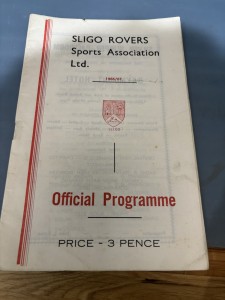 SLIGO ROVERS
Sports Association
Ltd.
Official Programme
PRICE - 3 PENCE